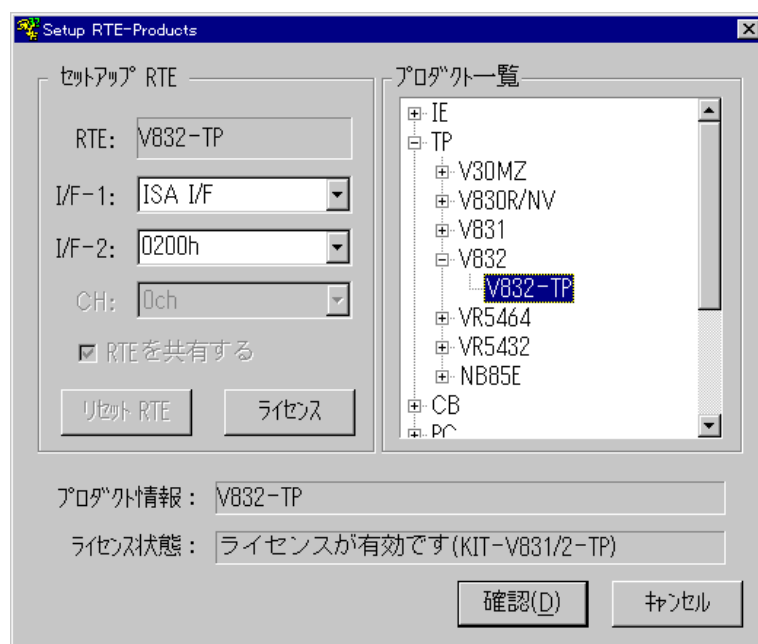 Setup RTE-Products
ｾｯﾄｱｯﾌﾟ RTE
RTE: V832-TP
I/F-1: ISA I/F
I/F-2: 0200h
CH: 0ch
RTEを共有する
ﾘｾｯﾄ RTE
ﾗｲｾﾝｽ
ﾌﾟﾛﾀﾞｸﾄ一覧
IE
TP
V30MZ
V830R/NV
V831
V832
V832-TP
VR5464
VR5432
NB85E
CB
PC
ﾌﾟﾛﾀﾞｸﾄ情報： V832-TP
ﾗｲｾﾝｽ状態： ライセンスが有効です(KIT-V831/2-TP)
確認(D)
ｷｬﾝｾﾙ